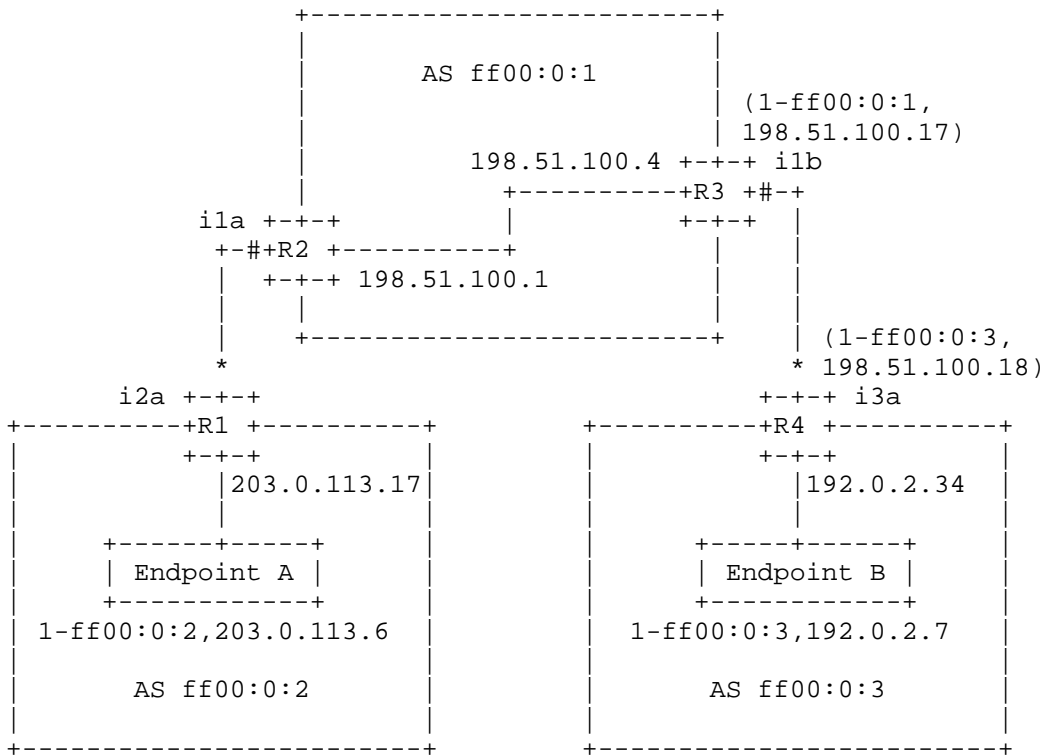 AS ff00:0:1
(1-ff00:0:1,
198.51.100.17)
198.51.100.4 +-+-+ i1b
+----------+R3 +#-+
i1a +-+-+ | +-+-+ |
+-#+R2 +----------+
+-+-+ 198.51.100.1
(1-ff00:0:3,
* * 198.51.100.18)
i2a +-+-+ +-+-+ i3a
+----------+R1 +----------+ +----------+R4 +----------+
|203.0.113.17| |192.0.2.34
| Endpoint A | | Endpoint B |
1-ff00:0:2,203.0.113.6 1-ff00:0:3,192.0.2.7
AS ff00:0:2 AS ff00:0:3